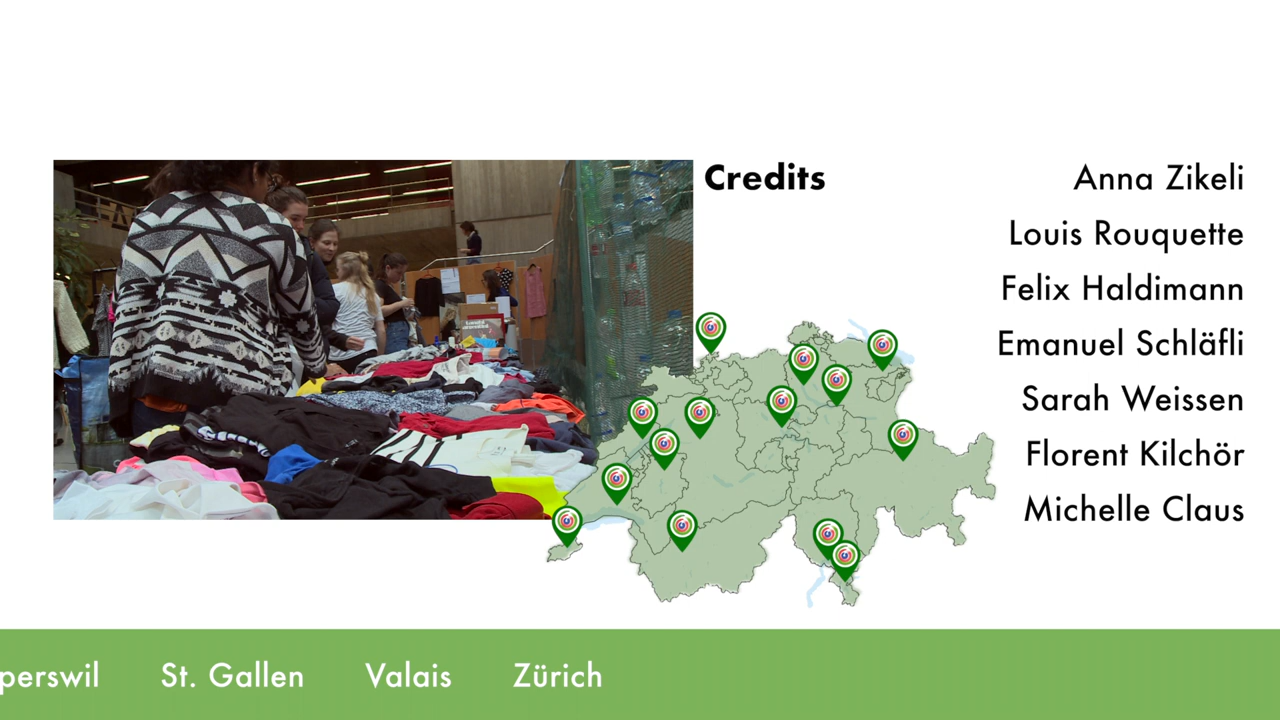 Credits
Anna Zikeli
Louis Rouquette
Felix Haldimann
Emanuel Schläfli
Sarah Weissen
Florent Kilchör
Michelle Claus
perswil St. Gallen Valais Zürich